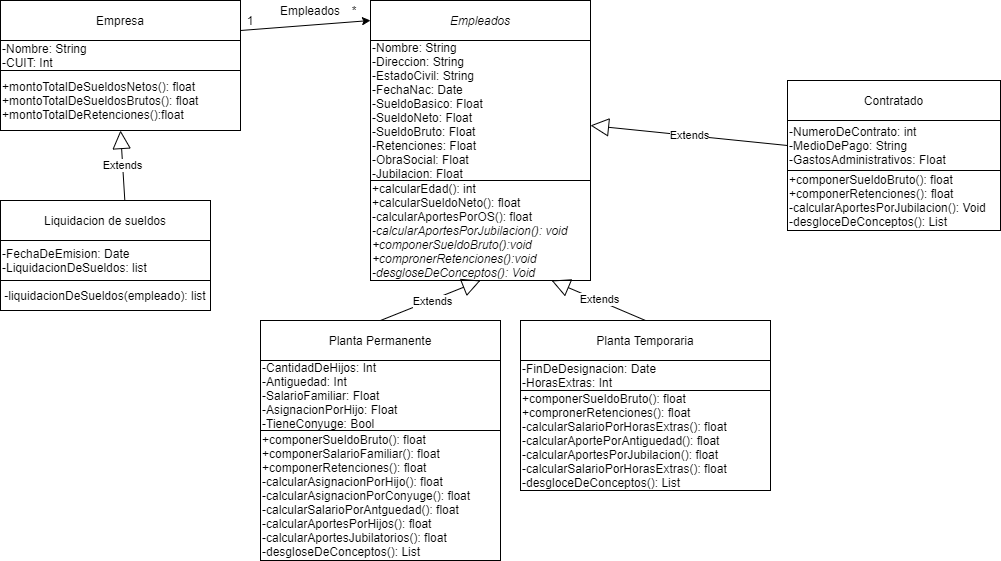 Empresa
-Nombre: String
-CUIT: Int
+montoTotalDeSueldosNetos(): float
+montoTotalDeSueldosBrutos(): float
+montoTotalDeRetenciones():float
1
Empleados
*
Empleados
-Nombre: String
-Direccion: String
-EstadoCivil: String
-FechaNac: Date
-SueldoBasico: Float
-SueldoNeto: Float
-SueldoBruto: Float
-Retenciones: Float
-ObraSocial: Float
-Jubilacion: Float
+calcularEdad(): int
+calcularSueldoNeto(): float
-calcularAportesPorOS(): float
-calcularAportesPorJubilacion(): void
+componerSueldoBruto():void
+compronerRetenciones():void
-desgloseDeConceptos(): Void
Extends
Contratado
-NumeroDeContrato: int
-MedioDePago: String
-GastosAdministrativos: Float
+componerSueldoBruto(): float
+componerRetenciones(): float
-calcularAportesPorJubilacion(): Void
-desgloceDeConceptos(): List
Extends
Liquidacion de sueldos
-FechaDeEmision: Date
-LiquidacionDeSueldos: list
-liquidacionDeSueldos(empleado): list
Extends
Extends
Planta Permanente
-CantidadDeHijos: Int
-Antiguedad: Int
-SalarioFamiliar: Float
-AsignacionPorHijo: Float
-TieneConyuge: Bool
+componerSueldoBruto(): float
+componerSalarioFamiliar(): float
+componerRetenciones(): float
-calcularAsignacionPorHijo(): float
-calcularAsignacionPorConyuge(): float
-calcularSalarioPorAntguedad(): float
-calcularAportesPorHijos(): float
-calcularAportesJubilatorios(): float
-desgloseDeConceptos(): List
Planta Temporaria
-FinDeDesignacion: Date
-HorasExtras: Int
+componerSueldoBruto(): float
+compronerRetenciones(): float
-calcularSalarioPorHorasExtras(): float
-calcularAportePorAntiguedad(): float
-calcularAportesPorJubilacion(): float
-calcularSalarioPorHorasExtras(): float
-desgloceDeConceptos(): List